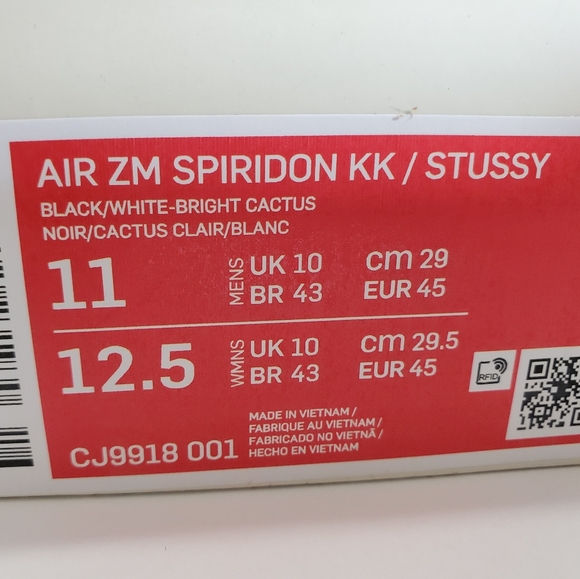 AIR ZM SPIRIDON KK / STUSSY
BLACK/WHITE-BRIGHT CACTUS
NOIR/CACTUS CLAIR/BLANC
11 MENS UK 10 cm 29
BR 43 EUR 45
12.5 WMNS UK 10 cm 29.5
BR 43 EUR 45
RFID
MADE IN VIETNAM /
FABRIQUE AU VIETNAM /
FABRICADO NO VIETNÃ /
HECHO EN VIETNAM
CJ9918 001